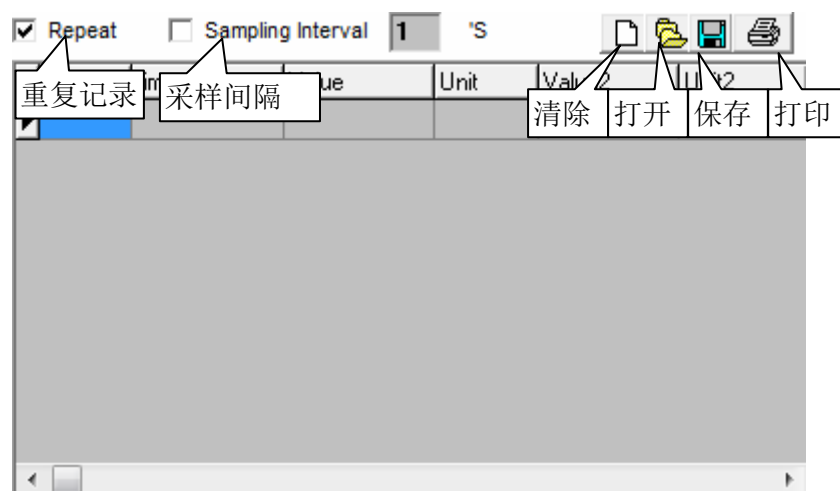 Repeat Sampling Interval 1 'S
Unit
重复记录 采样间隔 清除 打开 保存 打印